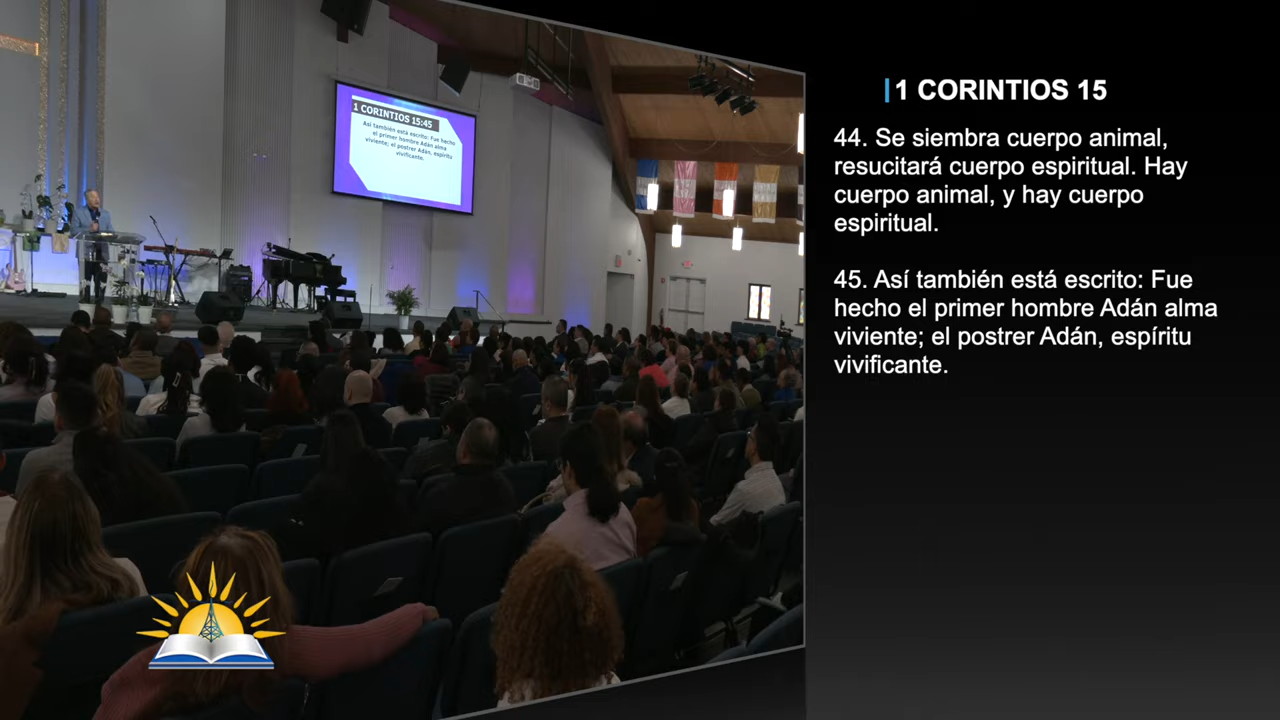 1 CORINTIOS 15:45
Así también está escrito: Fue hecho
el primer hombre Adán alma
viviente; el postrer Adán, espíritu
vivificante.
1 CORINTIOS 15
44. Se siembra cuerpo animal,
resucitará cuerpo espiritual. Hay
cuerpo animal, y hay cuerpo
espiritual.
45. Así también está escrito: Fue
hecho el primer hombre Adán alma
viviente; el postrer Adán, espíritu
vivificante.